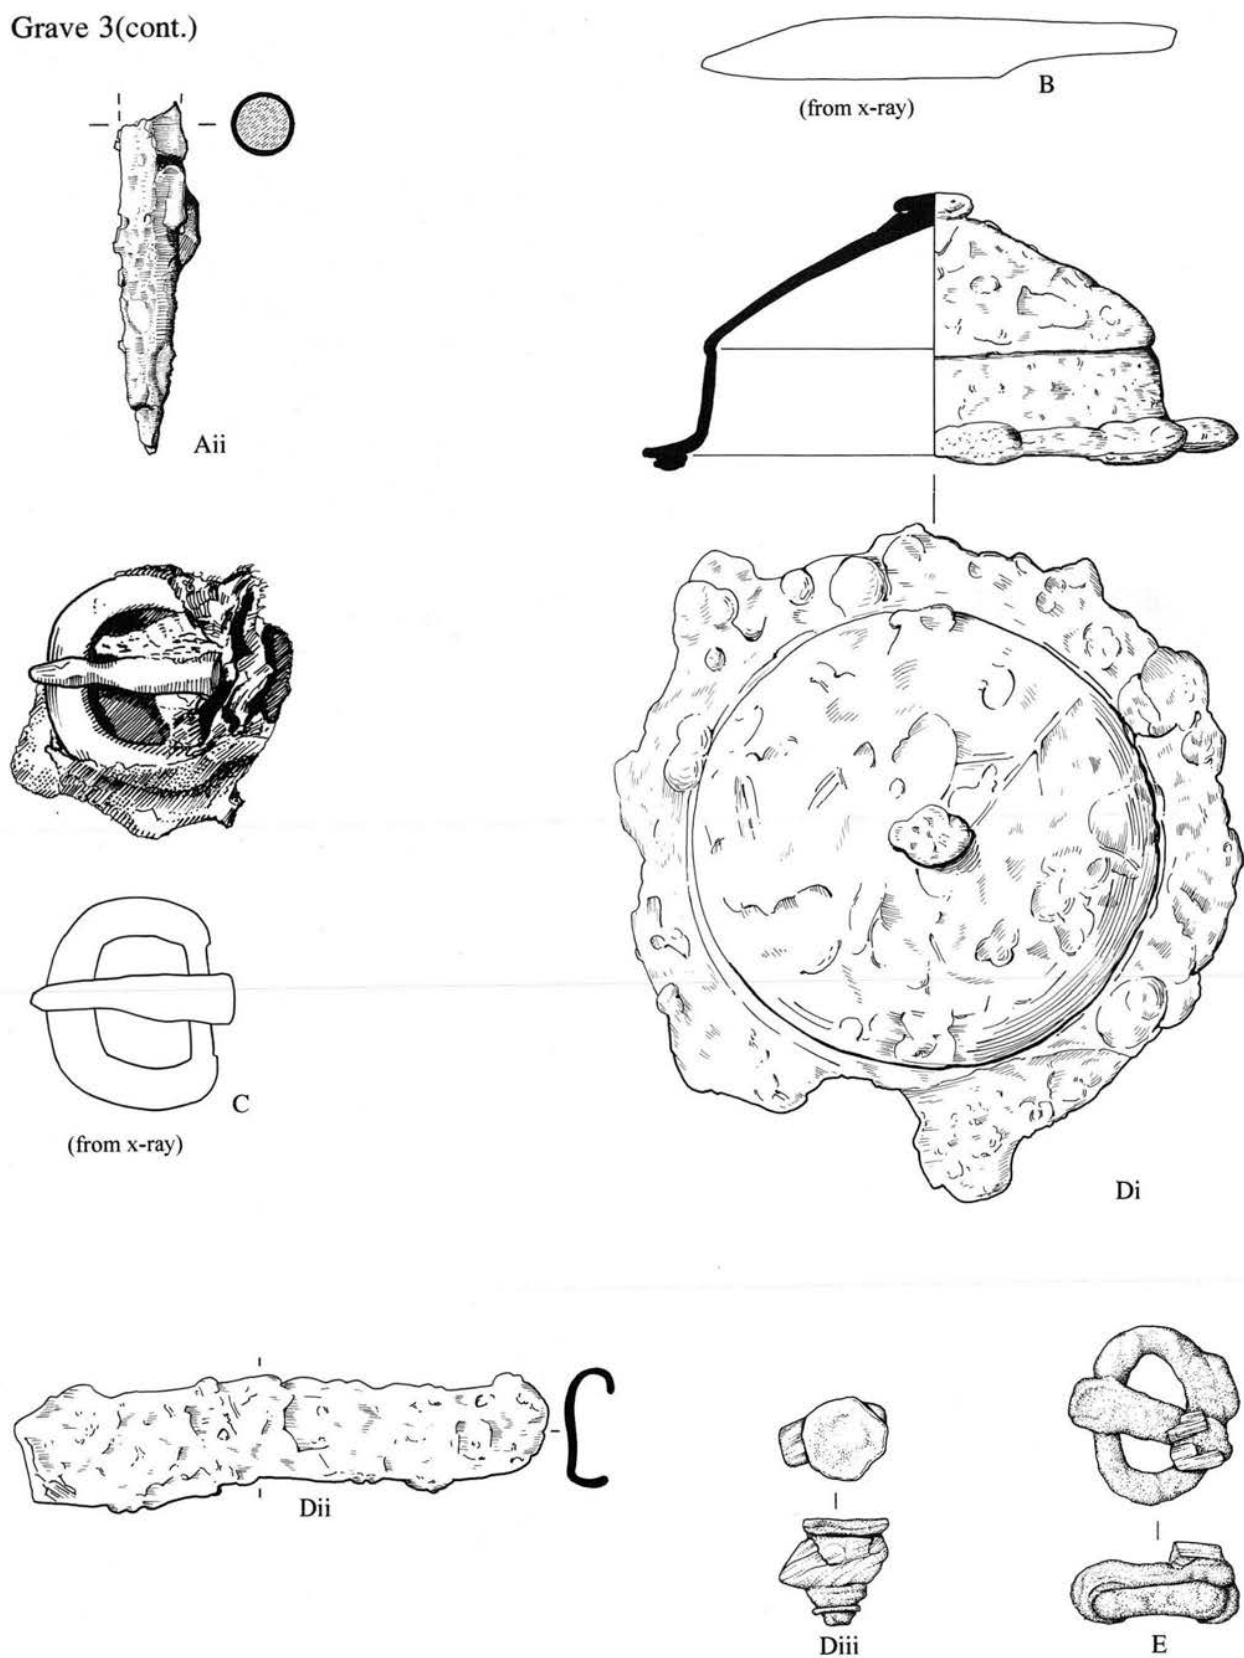 Grave 3(cont.)
B
(from x-ray)
Aii
C
(from x-ray)
Di
Dii
Diii
E